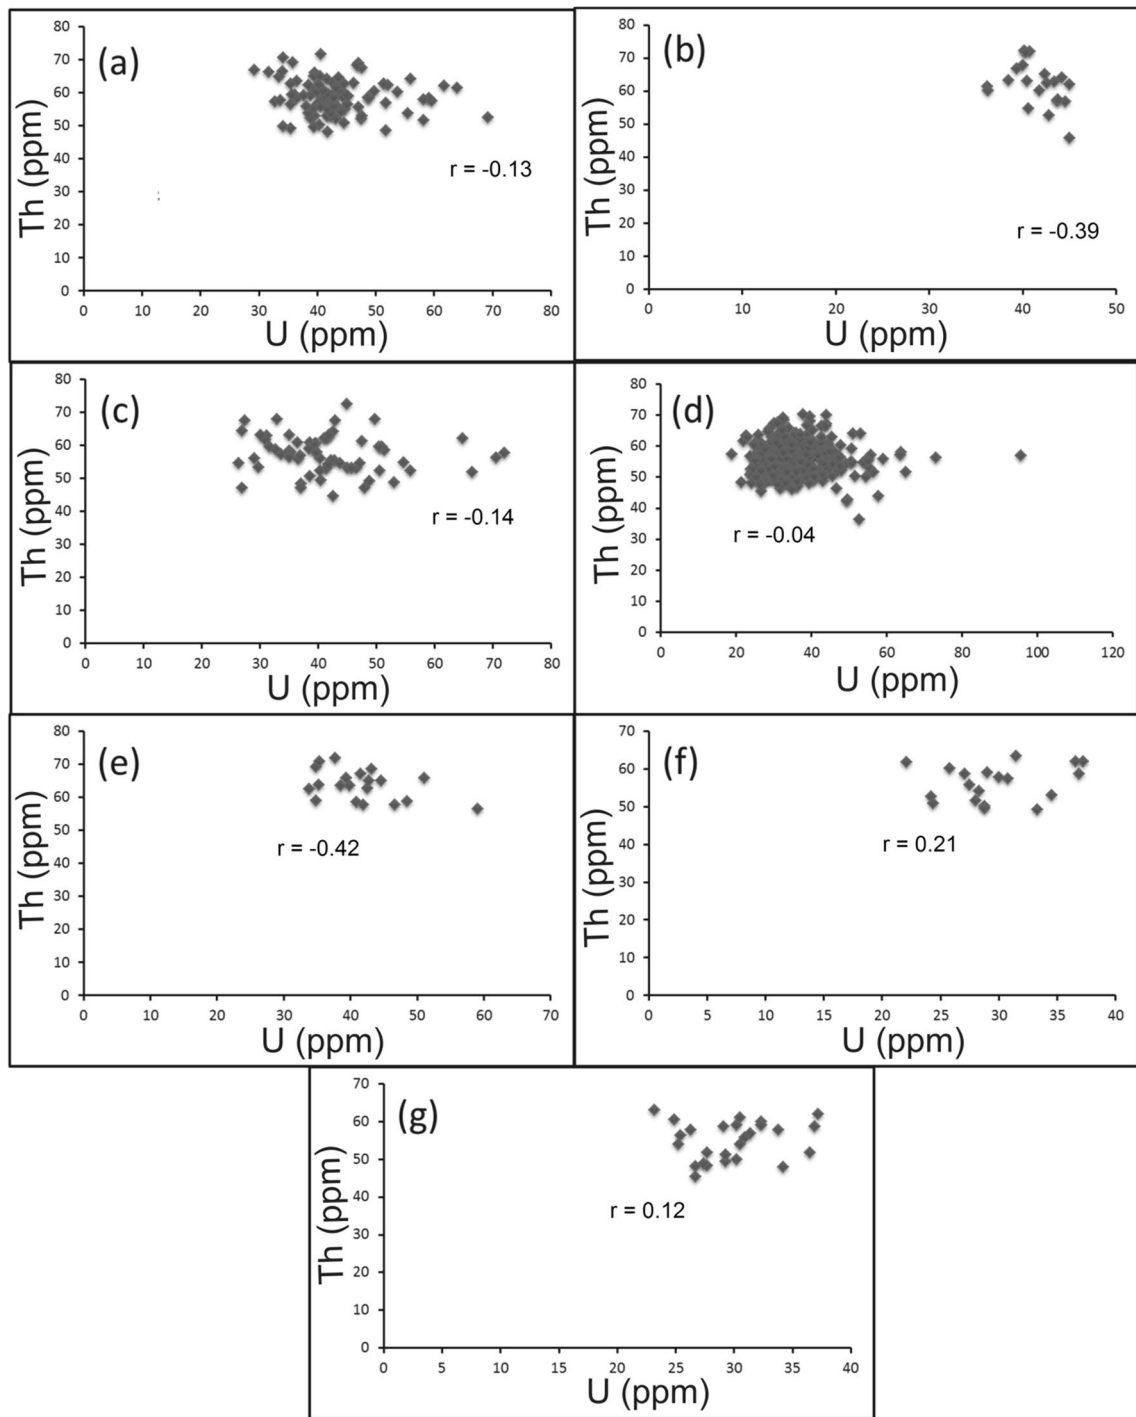 (a)
80
70
60
50
40
30
20
10
0
Th (ppm)
r = -0.13
0 10 20 30 40 50 60 70 80
U (ppm)
(b)
80
70
60
50
40
30
20
10
0
Th (ppm)
r = -0.39
0 10 20 30 40 50
U (ppm)
(c)
80
70
60
50
40
30
20
10
0
Th (ppm)
r = -0.14
0 10 20 30 40 50 60 70 80
U (ppm)
(d)
80
70
60
50
40
30
20
10
0
Th (ppm)
r = -0.04
0 20 40 60 80 100 120
U (ppm)
(e)
80
70
60
50
40
30
20
10
0
Th (ppm)
r = -0.42
0 10 20 30 40 50 60 70
U (ppm)
(f)
70
60
50
40
30
20
10
0
Th (ppm)
r = 0.21
0 5 10 15 20 25 30 35 40
U (ppm)
(g)
70
60
50
40
30
20
10
0
Th (ppm)
r = 0.12
0 5 10 15 20 25 30 35 40
U (ppm)